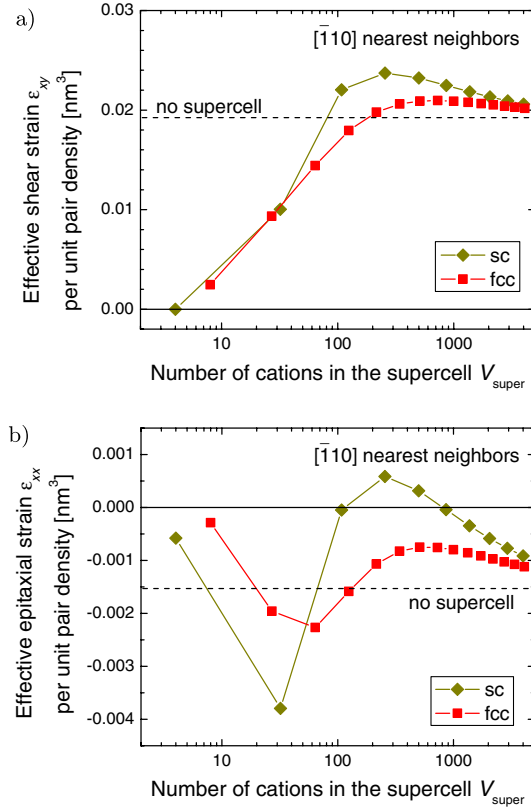 a)
0.03
0.02
0.01
0.00
[1̅10] nearest neighbors
no supercell
sc
fcc
10
100
1000
Effective shear strain ε_xy
per unit pair density [nm³]
Number of cations in the supercell V_super
b)
0.001
0.000
-0.001
-0.002
-0.003
-0.004
[1̅10] nearest neighbors
no supercell
sc
fcc
10
100
1000
Effective epitaxial strain ε_xx
per unit pair density [nm³]
Number of cations in the supercell V_super